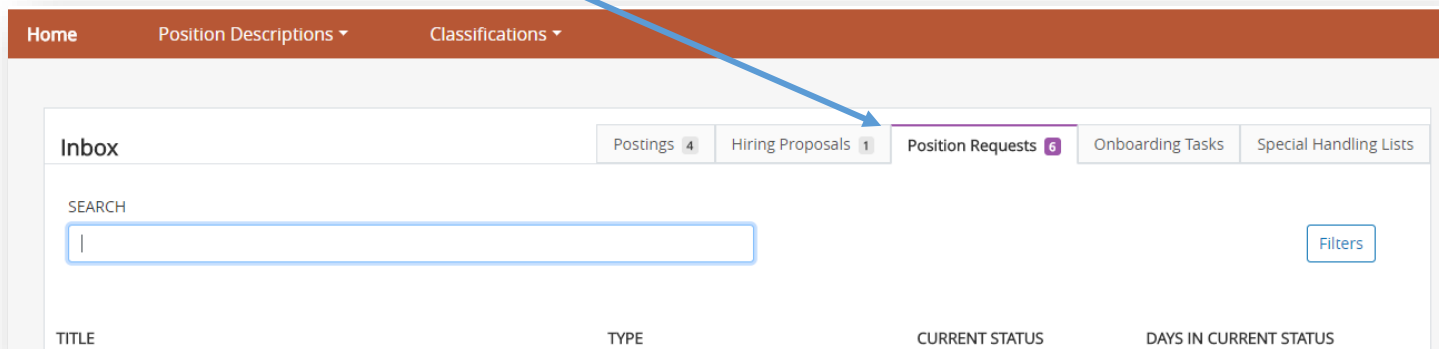 Home Position Descriptions Classifications
Inbox Postings 4 Hiring Proposals 1 Position Requests 6 Onboarding Tasks Special Handling Lists
SEARCH
Filters
TITLE TYPE CURRENT STATUS DAYS IN CURRENT STATUS